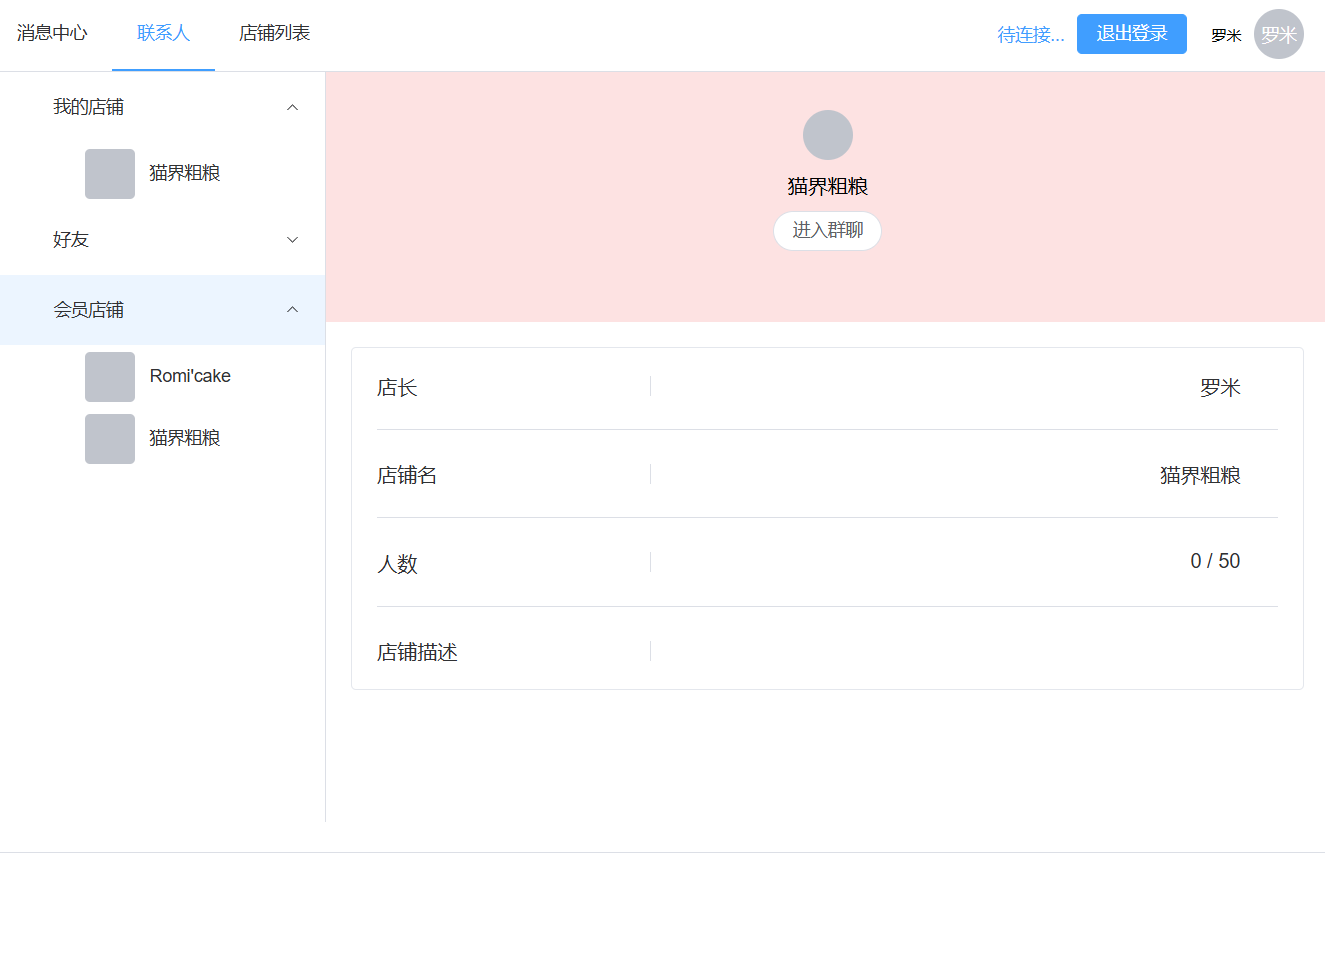 消息中心 联系人 店铺列表 待连接... 退出登录 罗米 罗米
我的店铺
猫界粗粮
好友
会员店铺
Romi'cake
猫界粗粮
猫界粗粮
进入群聊
店长 罗米
店铺名 猫界粗粮
人数 0 / 50
店铺描述